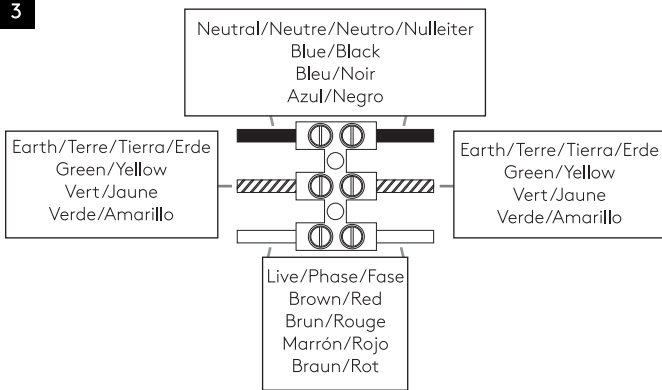 3
Neutral/Neutre/Neutro/Nulleiter
Blue/Black
Bleu/Noir
Azul/Negro
Earth/Terre/Tierra/Erde
Green/Yellow
Vert/Jaune
Verde/Amarillo
Earth/Terre/Tierra/Erde
Green/Yellow
Vert/Jaune
Verde/Amarillo
Live/Phase/Fase
Brown/Red
Brun/Rouge
Marrón/Rojo
Braun/Rot